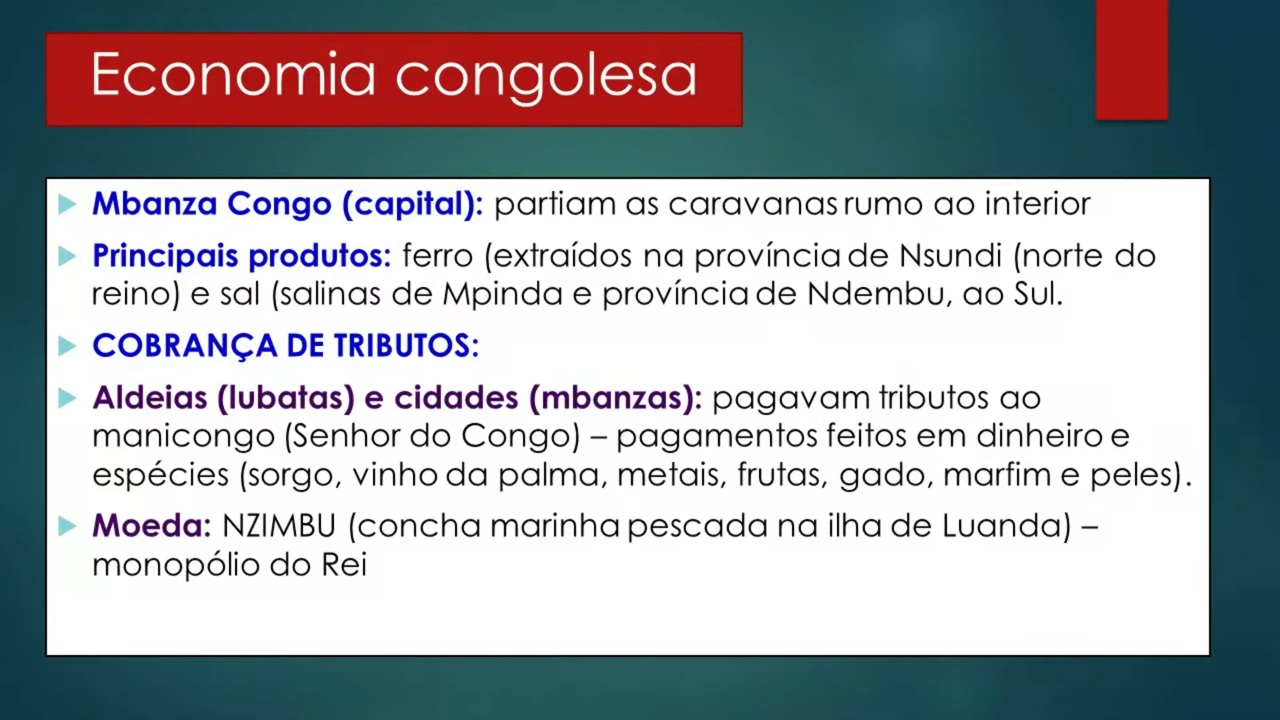 Economia congolesa
Mbanza Congo (capital): partiam as caravanas rumo ao interior
Principais produtos: ferro (extraídos na província de Nsundi (norte do
reino) e sal (salinas de Mpinda e província de Ndembu, ao Sul.
COBRANÇA DE TRIBUTOS:
Aldeias (lubatas) e cidades (mbanzas): pagavam tributos ao
manicongo (Senhor do Congo) – pagamentos feitos em dinheiro e
espécies (sorgo, vinho da palma, metais, frutas, gado, marfim e peles).
Moeda: NZIMBU (concha marinha pescada na ilha de Luanda) –
monopólio do Rei